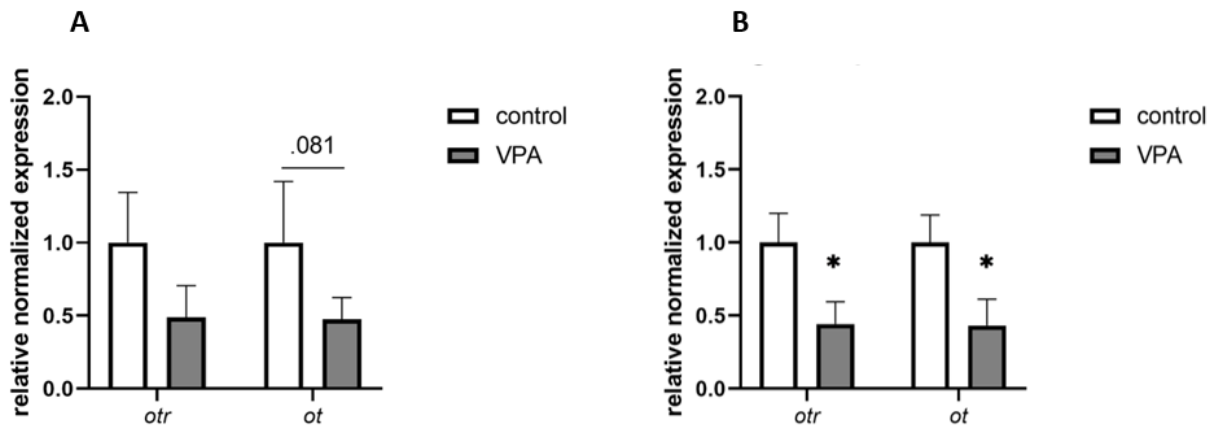 A
B
relative normalized expression
2.0
1.5
1.0
0.5
0.0
.081
otr
ot
control
VPA
relative normalized expression
2.0
1.5
1.0
0.5
0.0
*
*
otr
ot
control
VPA